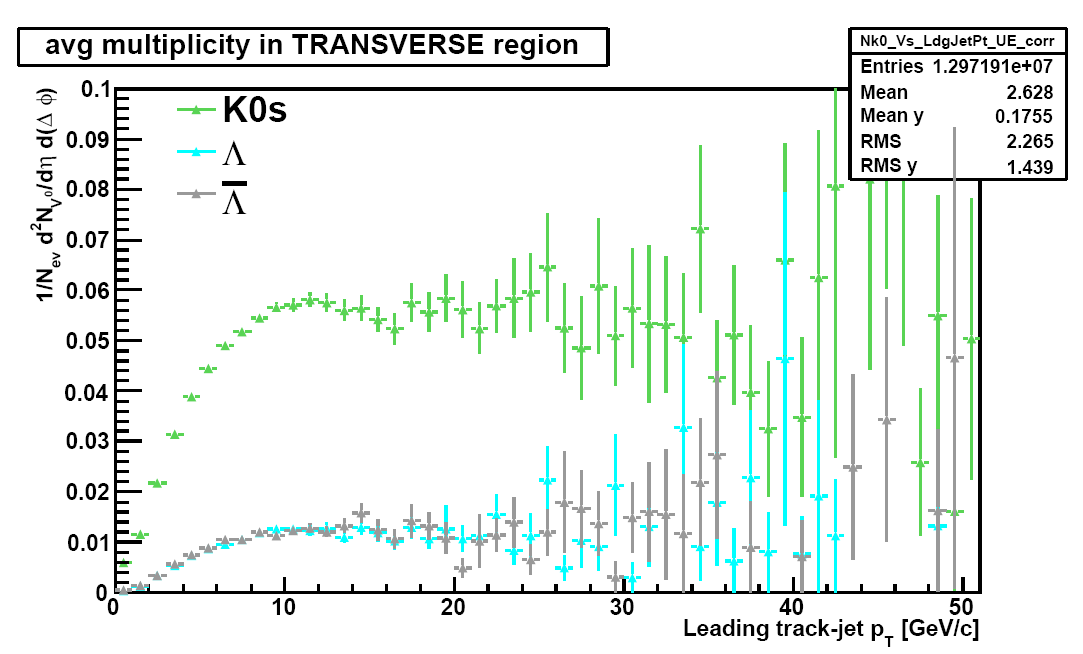 avg multiplicity in TRANSVERSE region
Nk0_Vs_LdgJetPt_UE_corr
Entries 1.297191e+07
Mean 2.628
Mean y 0.1755
RMS 2.265
RMS y 1.439
K0s
Λ
Λ̅
1/N_ev d²N_V⁰/dη d(Δ φ)
0.1
0.09
0.08
0.07
0.06
0.05
0.04
0.03
0.02
0.01
0
0 10 20 30 40 50
Leading track-jet p_T [GeV/c]